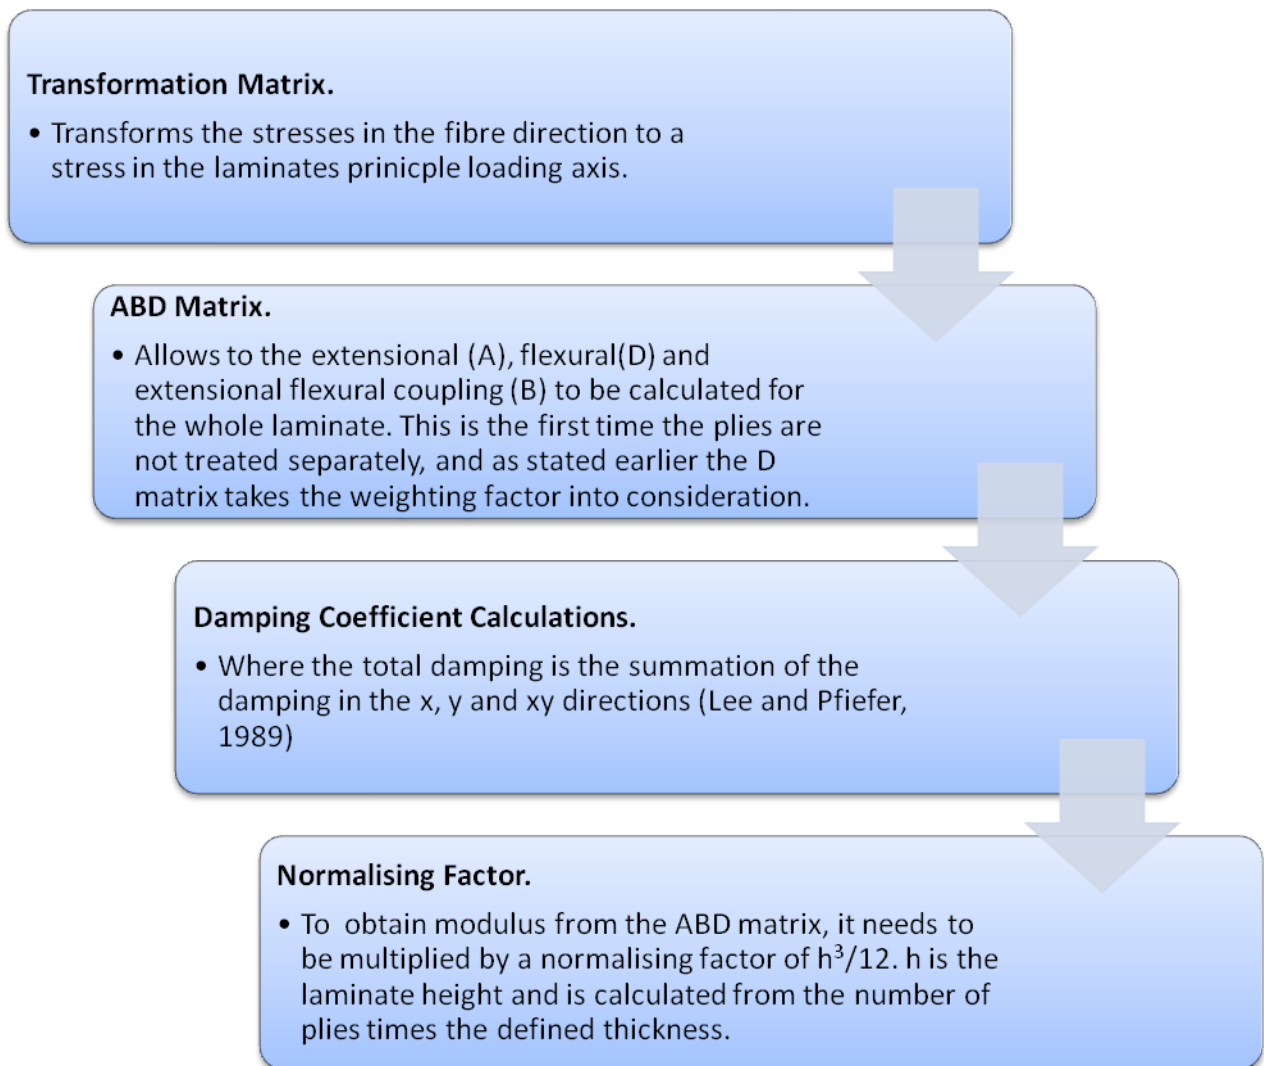 Transformation Matrix.
• Transforms the stresses in the fibre direction to a
stress in the laminates prinicple loading axis.
ABD Matrix.
• Allows to the extensional (A), flexural(D) and
extensional flexural coupling (B) to be calculated for
the whole laminate. This is the first time the plies are
not treated separately, and as stated earlier the D
matrix takes the weighting factor into consideration.
Damping Coefficient Calculations.
• Where the total damping is the summation of the
damping in the x, y and xy directions (Lee and Pfiefer,
1989)
Normalising Factor.
• To obtain modulus from the ABD matrix, it needs to
be multiplied by a normalising factor of h³/12. h is the
laminate height and is calculated from the number of
plies times the defined thickness.